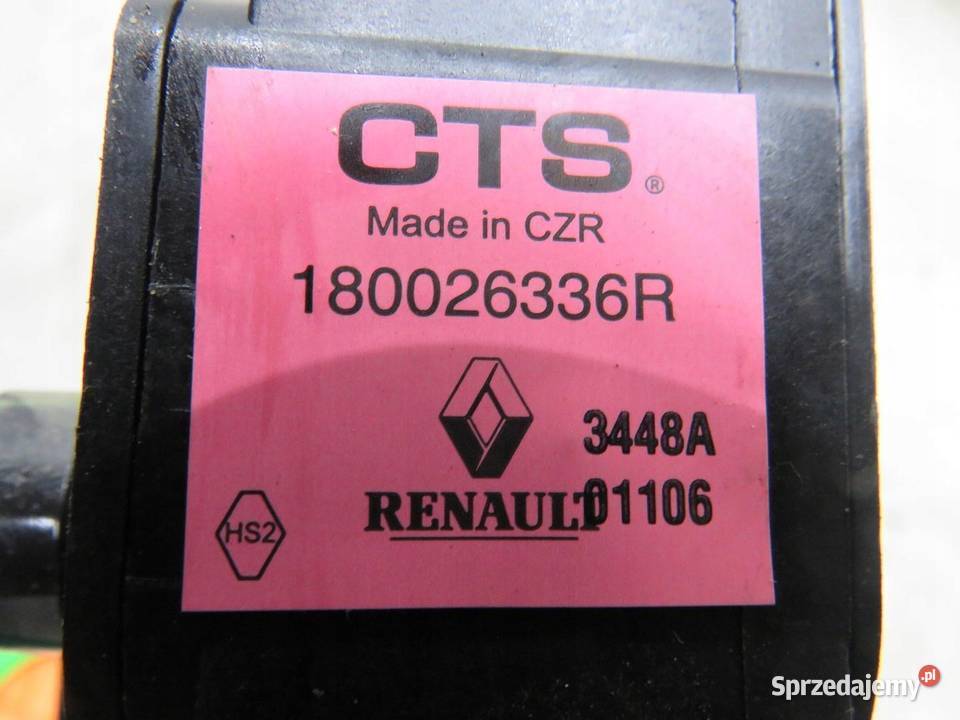 CTS®
Made in CZR
180026336R
3448A
RENAULT 01106
HS2
Sprzedajemy.pl